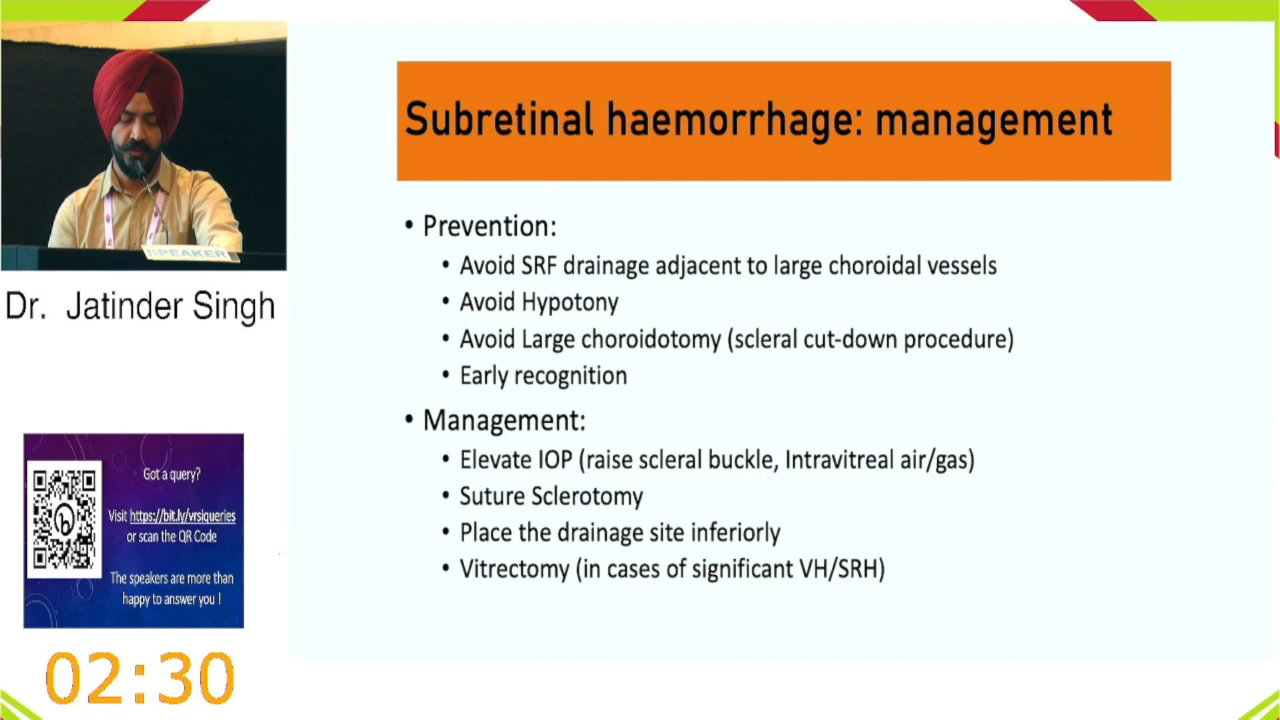 SPEAKER
Dr. Jatinder Singh
Got a query?
Visit https://bit.ly/vrsiqueries
or scan the QR Code
The speakers are more than
happy to answer you !
02:30
Subretinal haemorrhage: management
• Prevention:
• Avoid SRF drainage adjacent to large choroidal vessels
• Avoid Hypotony
• Avoid Large choroidotomy (scleral cut-down procedure)
• Early recognition
• Management:
• Elevate IOP (raise scleral buckle, Intravitreal air/gas)
• Suture Sclerotomy
• Place the drainage site inferiorly
• Vitrectomy (in cases of significant VH/SRH)